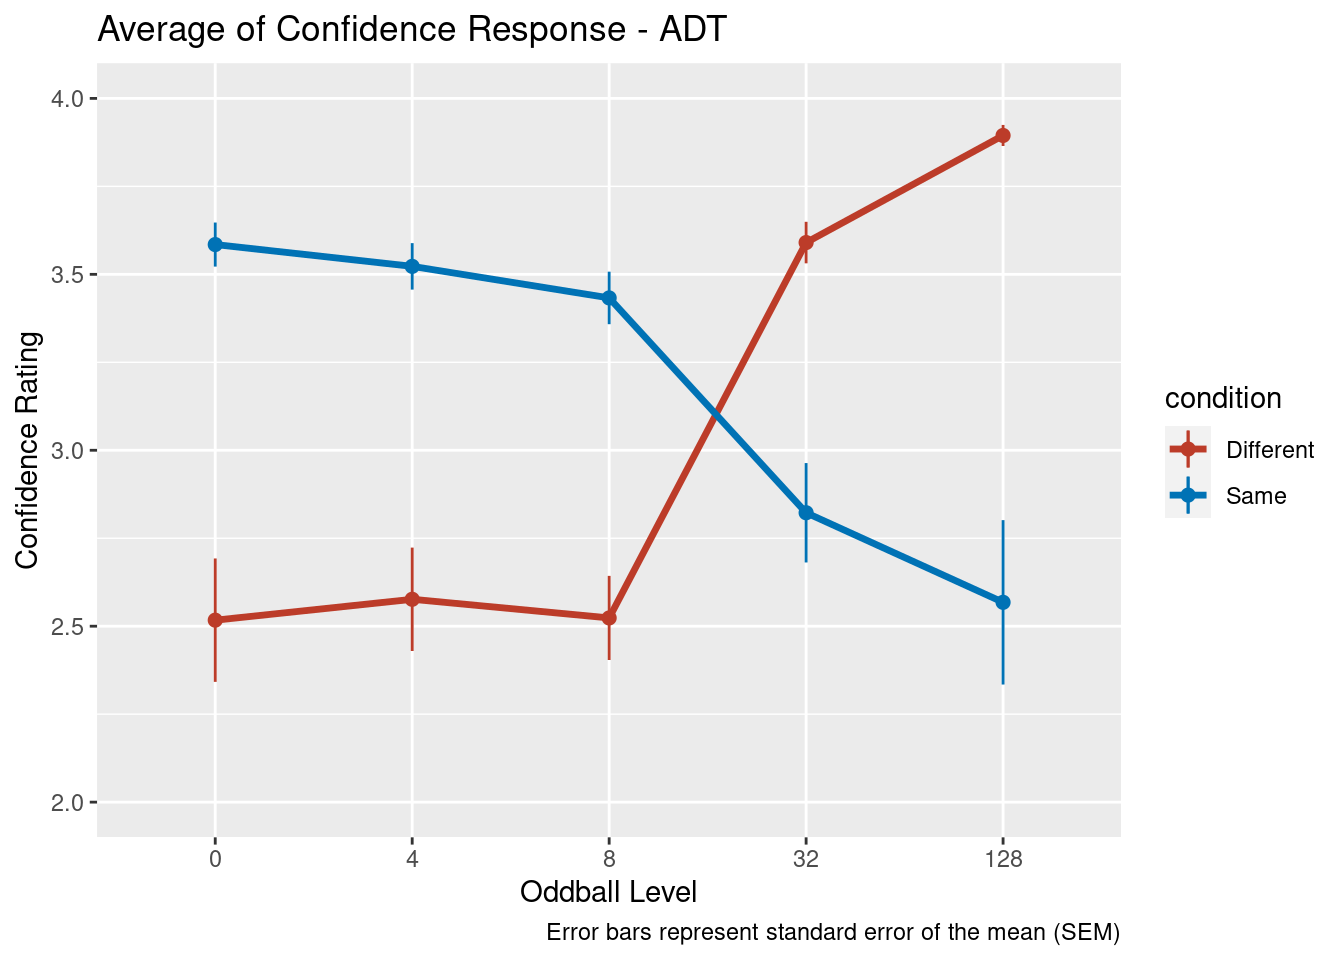 Average of Confidence Response - ADT
4.0
3.5
3.0
2.5
2.0
Confidence Rating
0 4 8 32 128
Oddball Level
condition
Different
Same
Error bars represent standard error of the mean (SEM)